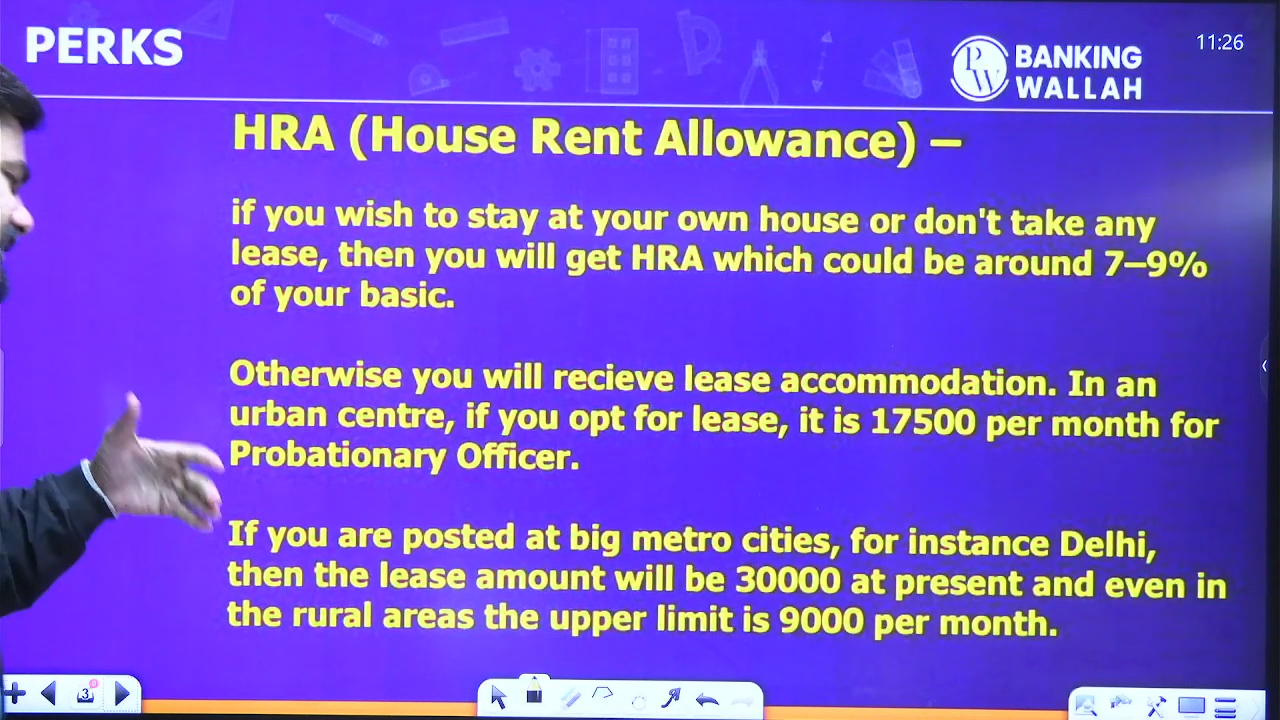 PERKS
PW
BANKING
WALLAH
11:26
HRA (House Rent Allowance) –
if you wish to stay at your own house or don't take any
lease, then you will get HRA which could be around 7–9%
of your basic.
Otherwise you will recieve lease accommodation. In an
urban centre, if you opt for lease, it is 17500 per month for
Probationary Officer.
If you are posted at big metro cities, for instance Delhi,
then the lease amount will be 30000 at present and even in
the rural areas the upper limit is 9000 per month.
3